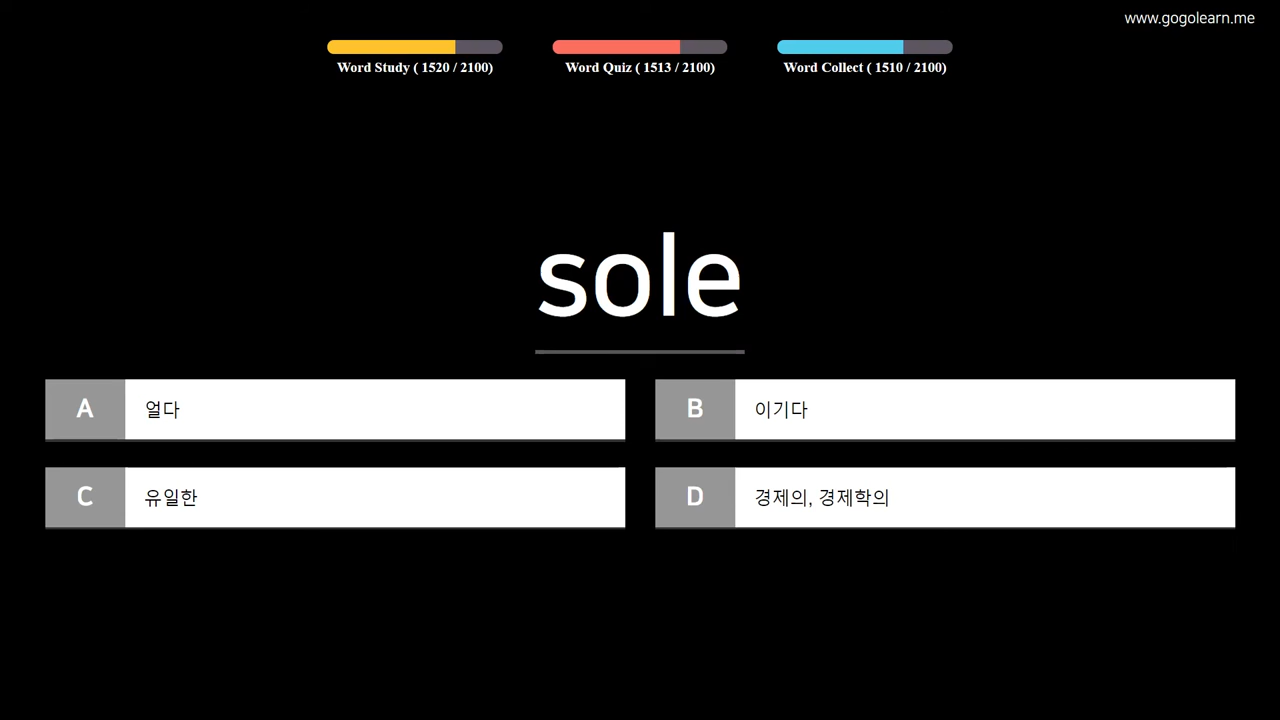 www.gogolearn.me
Word Study ( 1520 / 2100)
Word Quiz ( 1513 / 2100)
Word Collect ( 1510 / 2100)
sole
A 얼다
B 이기다
C 유일한
D 경제의, 경제학의